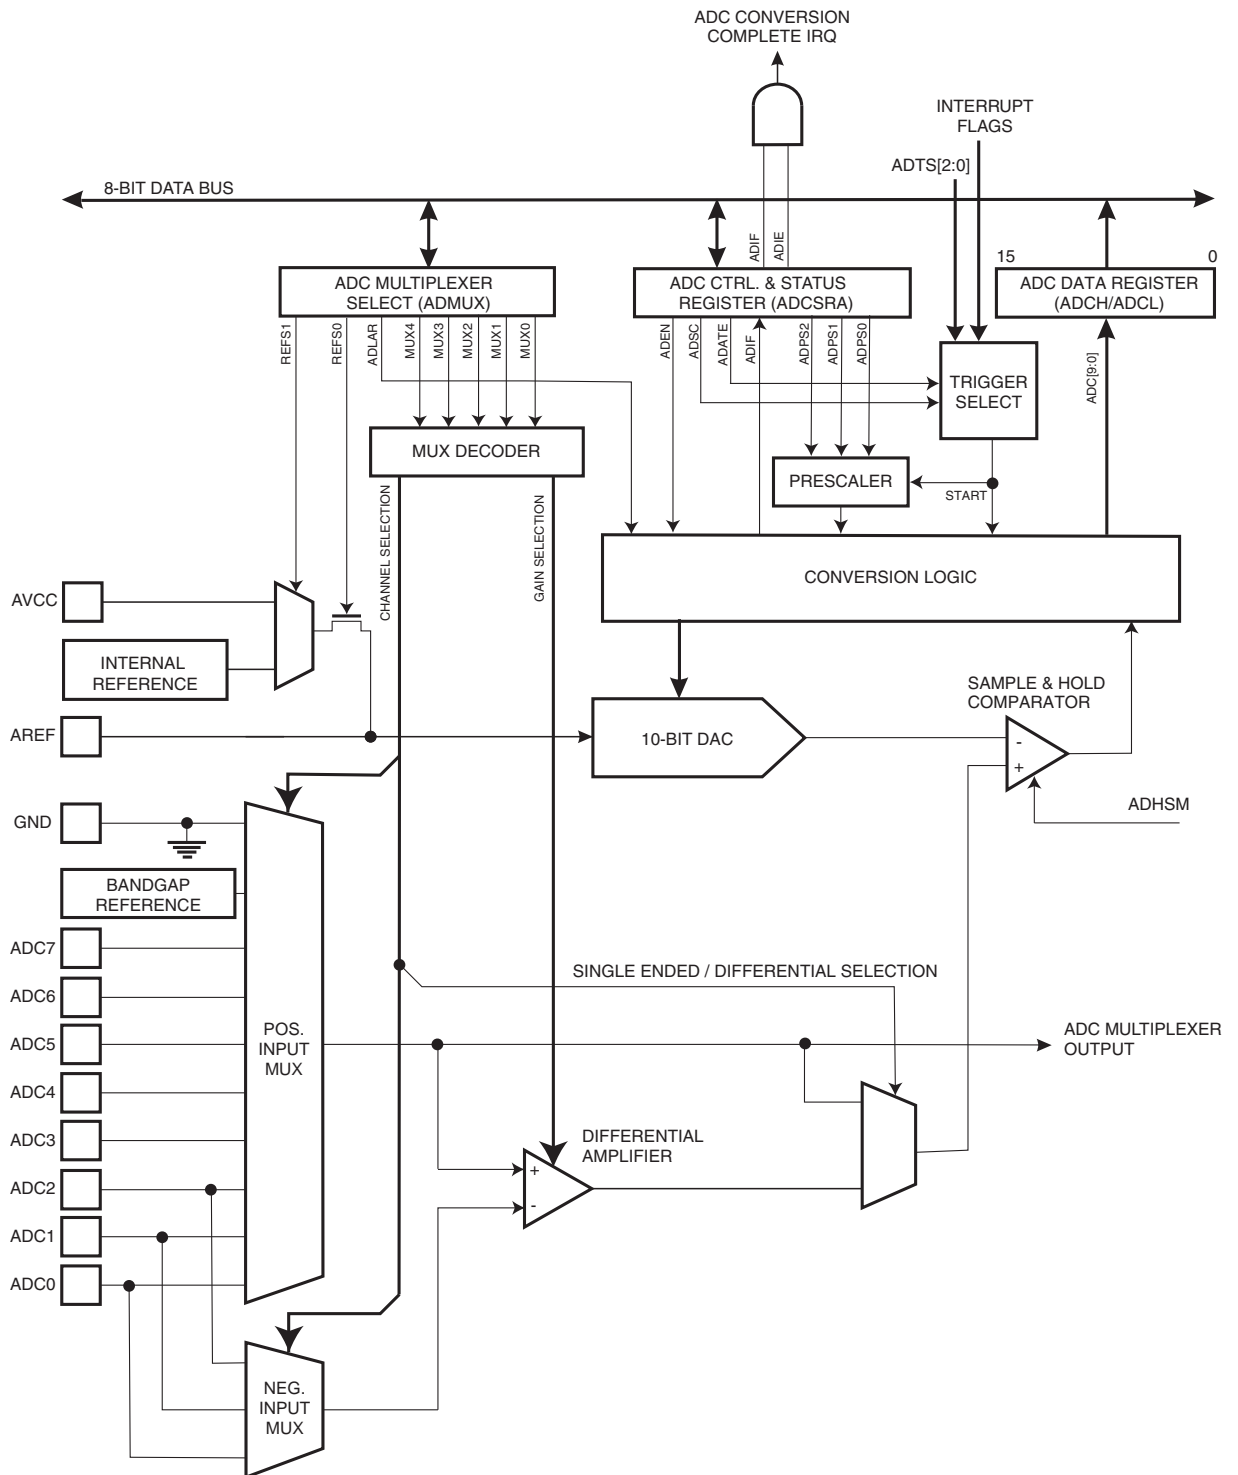 ADC CONVERSION
COMPLETE IRQ
INTERRUPT
FLAGS
ADTS[2:0]
8-BIT DATA BUS
ADIF
ADIE
15
0
ADC MULTIPLEXER
SELECT (ADMUX)
ADC CTRL. & STATUS
REGISTER (ADCSRA)
ADC DATA REGISTER
(ADCH/ADCL)
REFS1
REFS0
ADLAR
MUX4
MUX3
MUX2
MUX1
MUX0
ADEN
ADSC
ADATE
ADIF
ADPS2
ADPS1
ADPS0
ADC[9:0]
TRIGGER
SELECT
MUX DECODER
PRESCALER
START
CHANNEL SELECTION
GAIN SELECTION
CONVERSION LOGIC
AVCC
INTERNAL
REFERENCE
SAMPLE & HOLD
COMPARATOR
AREF
10-BIT DAC
-
+
ADHSM
GND
BANDGAP
REFERENCE
ADC7
SINGLE ENDED / DIFFERENTIAL SELECTION
ADC6
ADC5
POS.
INPUT
MUX
ADC MULTIPLEXER
OUTPUT
ADC4
ADC3
DIFFERENTIAL
AMPLIFIER
+
-
ADC2
ADC1
ADC0
NEG.
INPUT
MUX